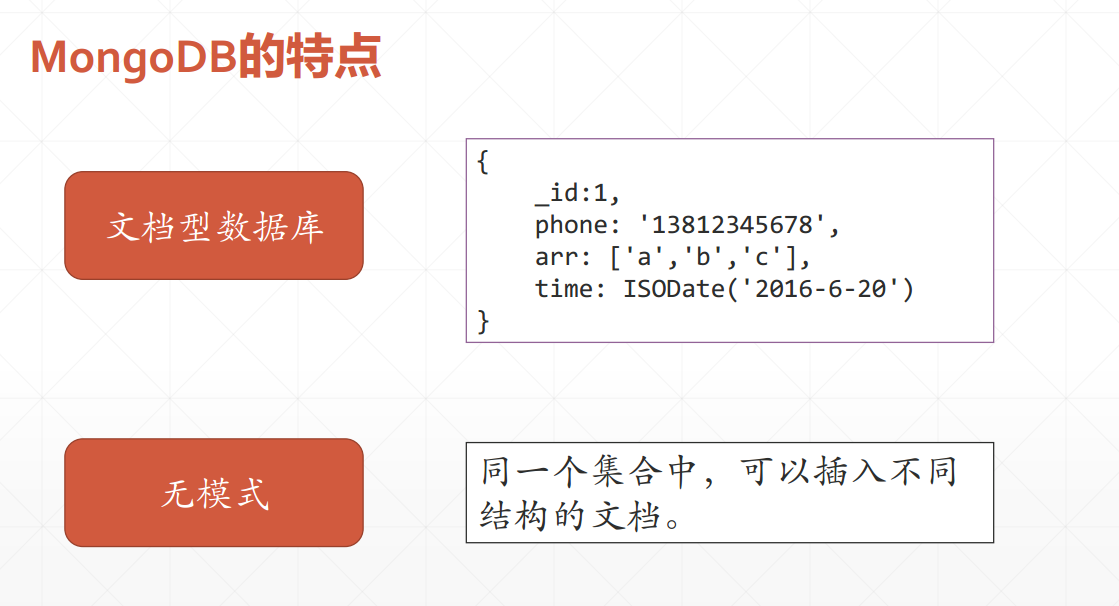 MongoDB的特点
文档型数据库
{
_id:1,
phone: '13812345678',
arr: ['a','b','c'],
time: ISODate('2016-6-20')
}
无模式
同一个集合中，可以插入不同
结构的文档。